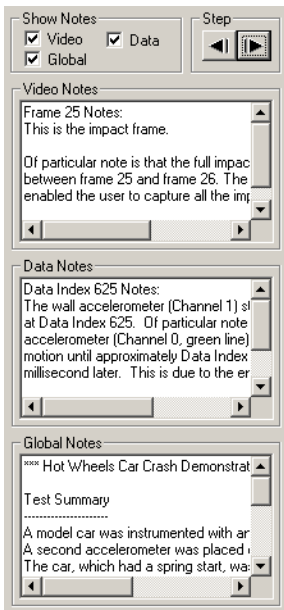 Show Notes
Step
Video
Data
Global
Video Notes
Frame 25 Notes:
This is the impact frame.
Of particular note is that the full impac
between frame 25 and frame 26. The
enabled the user to capture all the imp
Data Notes
Data Index 625 Notes:
The wall accelerometer (Channel 1) st
at Data Index 625. Of particular note
accelerometer (Channel 0, green line)
motion until approximately Data Index
millisecond later. This is due to the en
Global Notes
*** Hot Wheels Car Crash Demonstrat
Test Summary
---------------------
A model car was instrumented with an
A second accelerometer was placed
The car, which had a spring start, wa